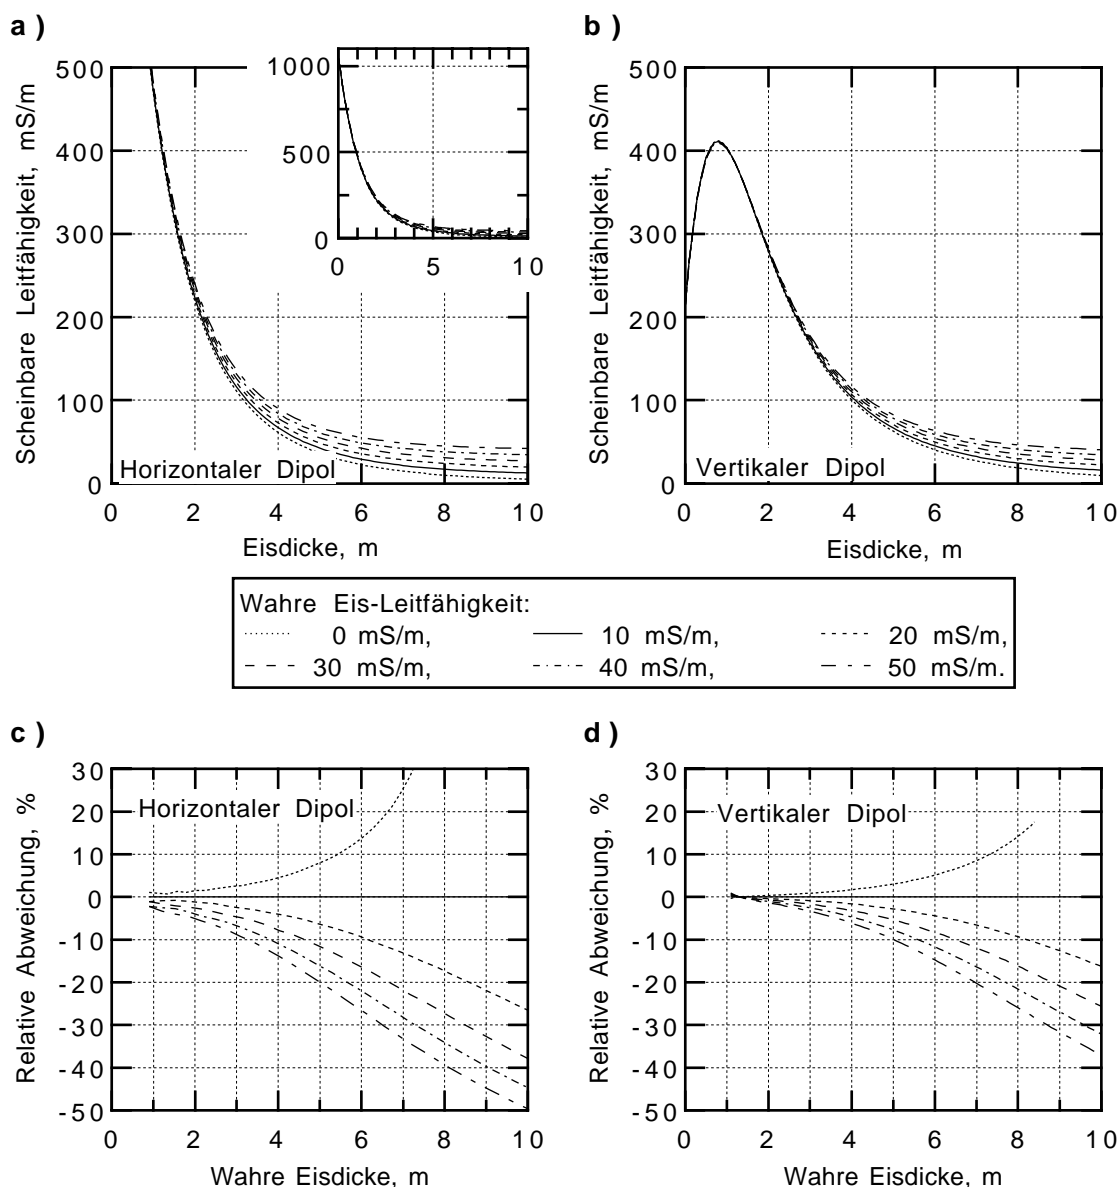 a )
b )
Scheinbare Leitfähigkeit, mS/m
500
400
300
200
100
0
1000
500
0
0 5 10
Horizontaler Dipol
0 2 4 6 8 10
Eisdicke, m
Scheinbare Leitfähigkeit, mS/m
500
400
300
200
100
0
Vertikaler Dipol
0 2 4 6 8 10
Eisdicke, m
Wahre Eis-Leitfähigkeit:
0 mS/m, 10 mS/m, 20 mS/m,
30 mS/m, 40 mS/m, 50 mS/m.
c )
d )
Relative Abweichung, %
30
20
10
0
-10
-20
-30
-40
-50
Horizontaler Dipol
0 2 4 6 8 10
Wahre Eisdicke, m
Relative Abweichung, %
30
20
10
0
-10
-20
-30
-40
-50
Vertikaler Dipol
0 2 4 6 8 10
Wahre Eisdicke, m